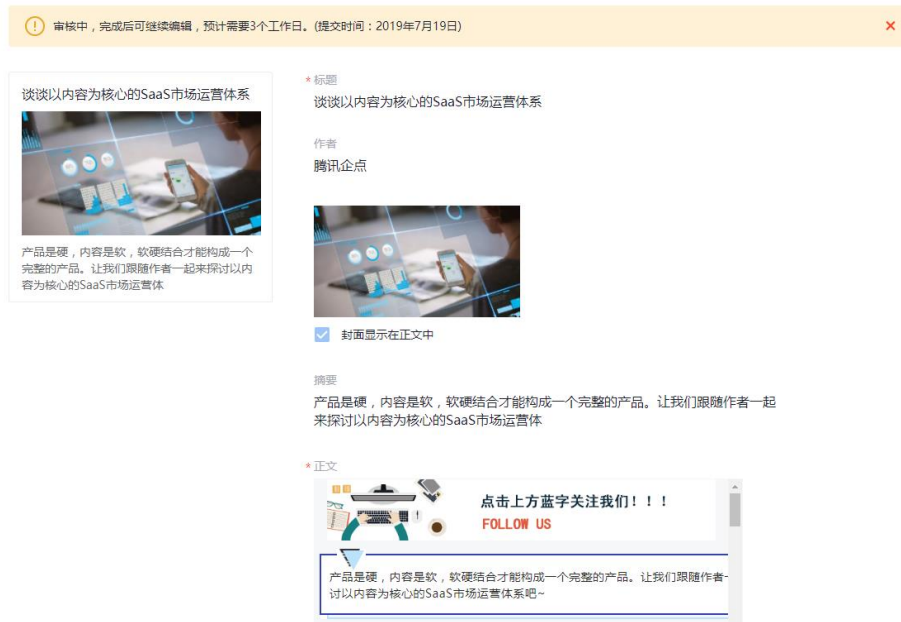 审核中，完成后可继续编辑，预计需要3个工作日。(提交时间：2019年7月19日)
谈谈以内容为核心的SaaS市场运营体系
产品是硬，内容是软，软硬结合才能构成一个
完整的产品。让我们跟随作者一起来探讨以内
容为核心的SaaS市场运营体
* 标题
谈谈以内容为核心的SaaS市场运营体系
作者
腾讯企点
封面显示在正文中
摘要
产品是硬，内容是软，软硬结合才能构成一个完整的产品。让我们跟随作者一起
来探讨以内容为核心的SaaS市场运营体
* 正文
点击上方蓝字关注我们！！！
FOLLOW US
产品是硬，内容是软，软硬结合才能构成一个完整的产品。让我们跟随作者一
讨以内容为核心的SaaS市场运营体系吧~